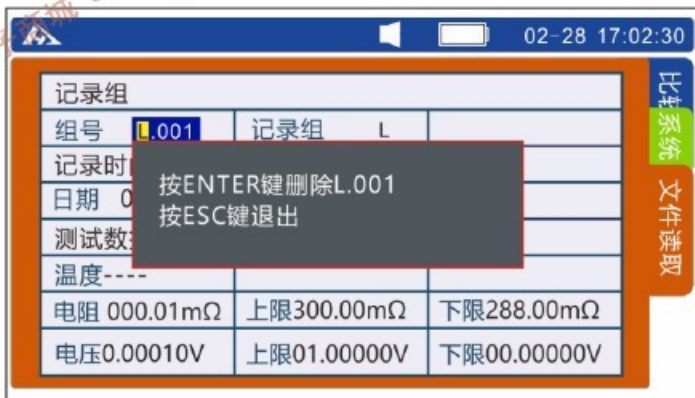 02-28 17:02:30
记录组
组号 L.001 记录组 L
记录时
日期 0
测试数
温度----
电阻 000.01mΩ 上限300.00mΩ 下限288.00mΩ
电压0.00010V 上限01.00000V 下限00.00000V
按ENTER键删除L.001
按ESC键退出
比较
系统
文件读取